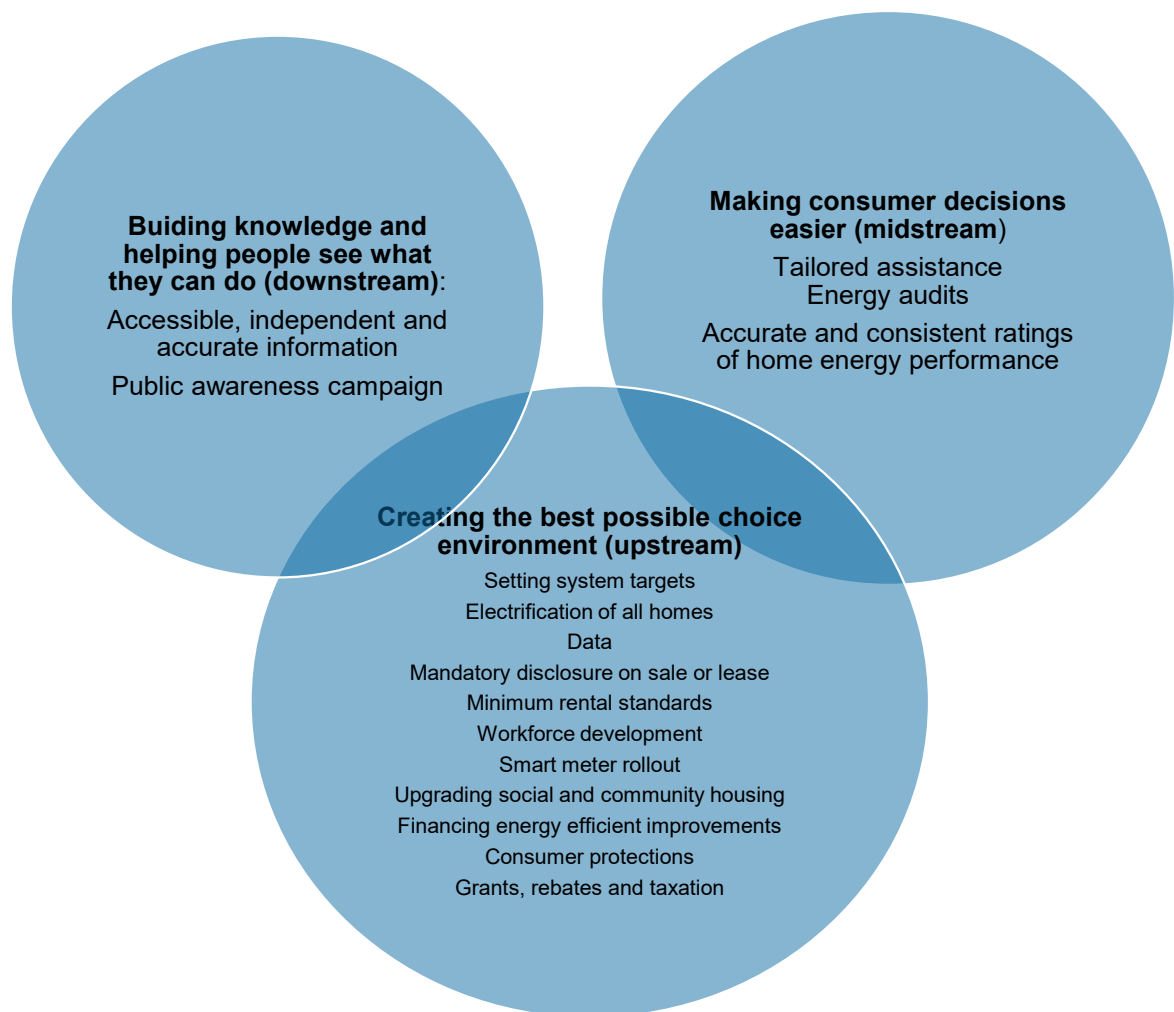 Buiding knowledge and
helping people see what
they can do (downstream):
Accessible, independent and
accurate information
Public awareness campaign
Making consumer decisions
easier (midstream)
Tailored assistance
Energy audits
Accurate and consistent ratings
of home energy performance
Creating the best possible choice
environment (upstream)
Setting system targets
Electrification of all homes
Data
Mandatory disclosure on sale or lease
Minimum rental standards
Workforce development
Smart meter rollout
Upgrading social and community housing
Financing energy efficient improvements
Consumer protections
Grants, rebates and taxation